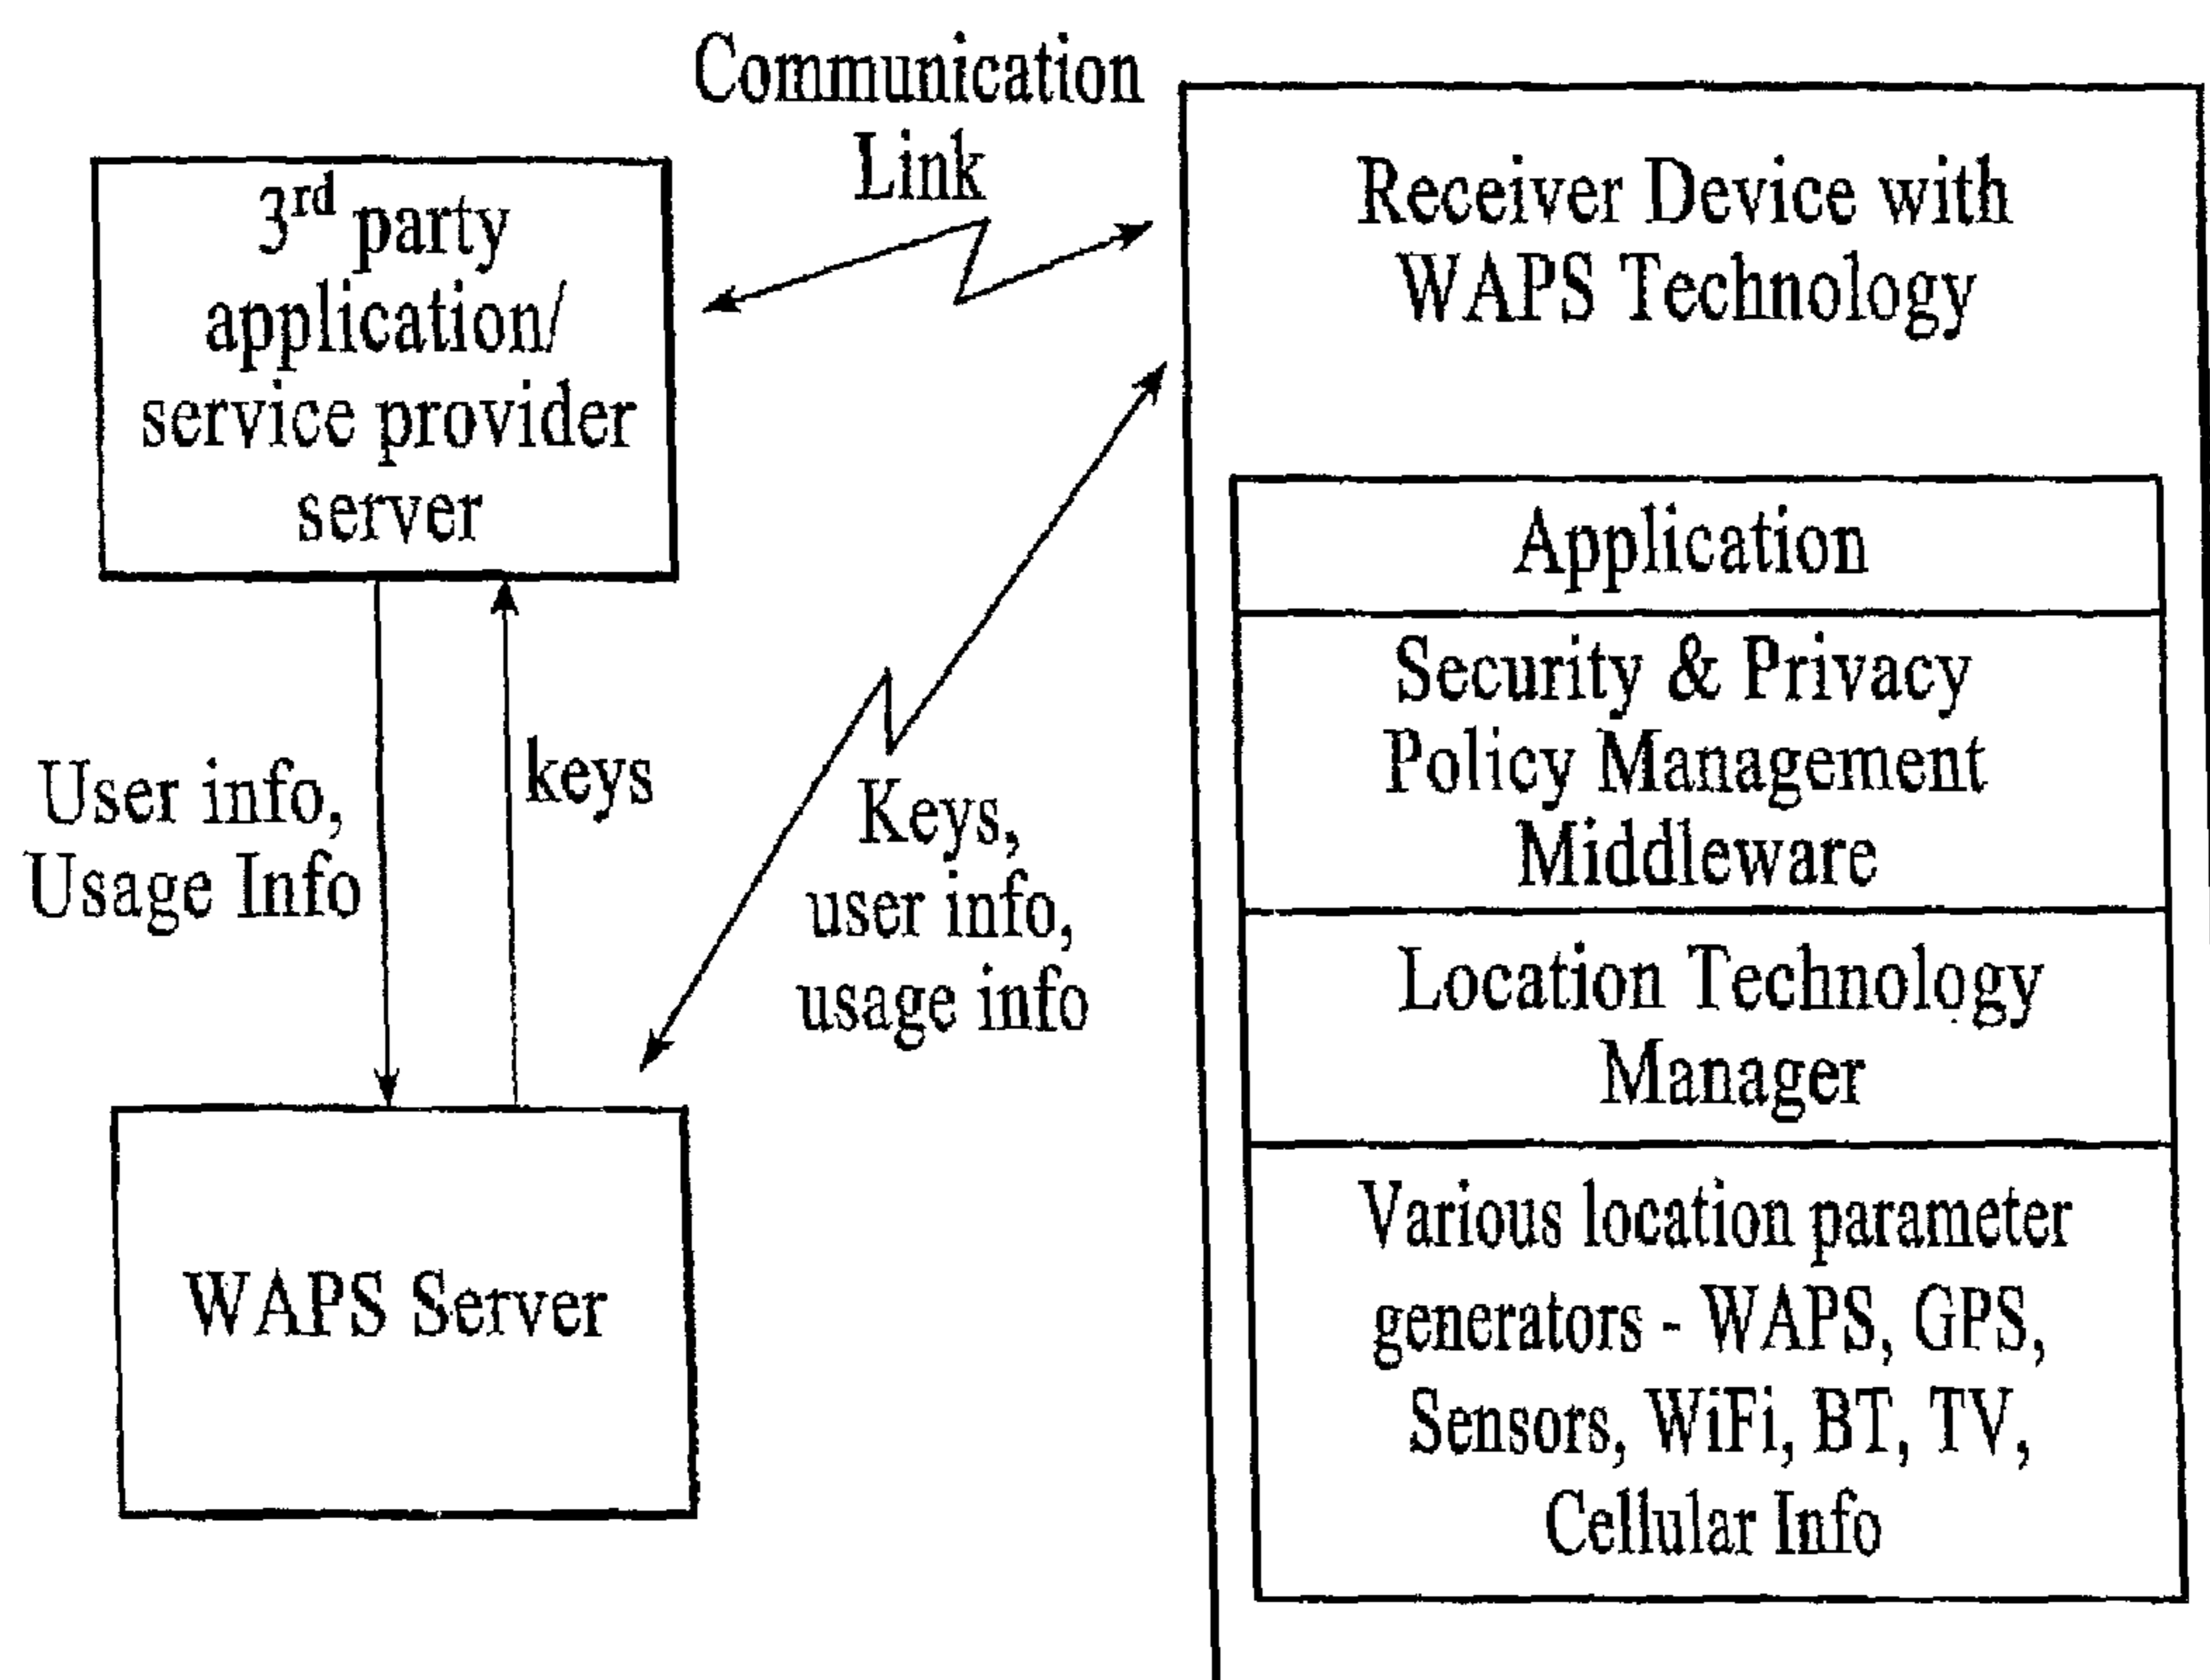 Communication
Link
3rd party
application/
service provider
server
Receiver Device with
WAPS Technology
Application
Security & Privacy
Policy Management
Middleware
Location Technology
Manager
Various location parameter
generators - WAPS, GPS,
Sensors, WiFi, BT, TV,
Cellular Info
User info,
Usage Info
keys
Keys,
user info,
usage info
WAPS Server